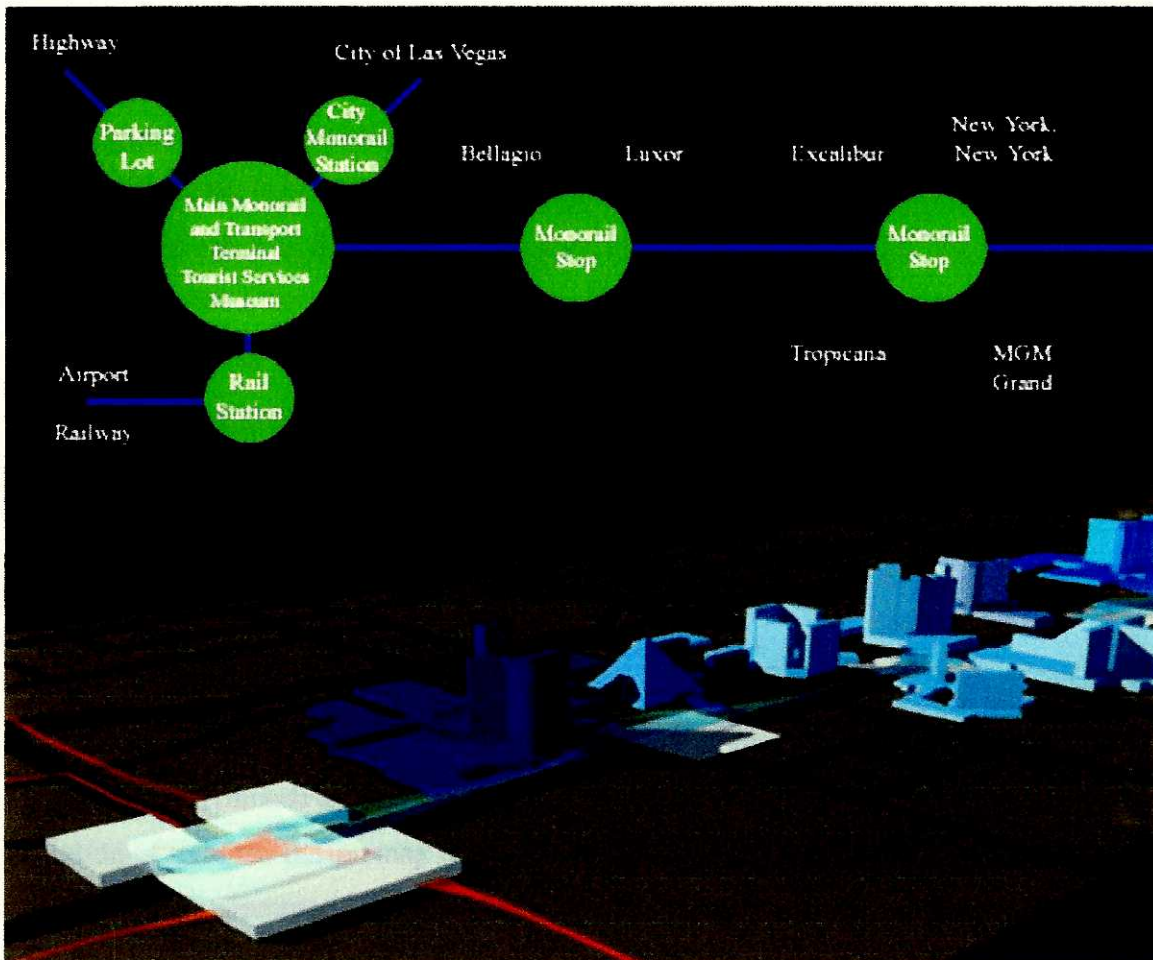 Highway
City of Las Vegas
Parking
Lot
City
Monorail
Station
New York,
New York
Bellagio
Luxor
Excalibur
Main Monorail
and Transport
Terminal
Tourist Services
Museum
Monorail
Stop
Monorail
Stop
Tropicana
MGM
Grand
Airport
Rail
Station
Railway